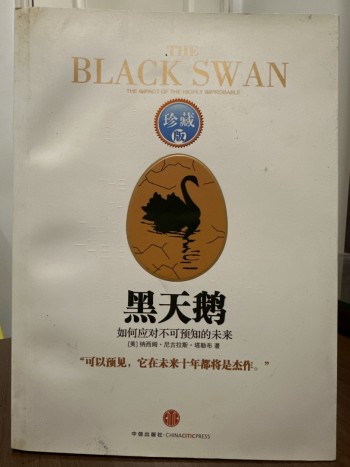 THE
BLACK SWAN
THE IMPACT OF THE HIGHLY IMPROBABLE
珍藏
版
黑天鹅
如何应对不可预知的未来
[美] 纳西姆·尼古拉斯·塔勒布 著
“可以预见,它在未来十年都将是杰作。”
中信出版社·CHINACITICPRESS